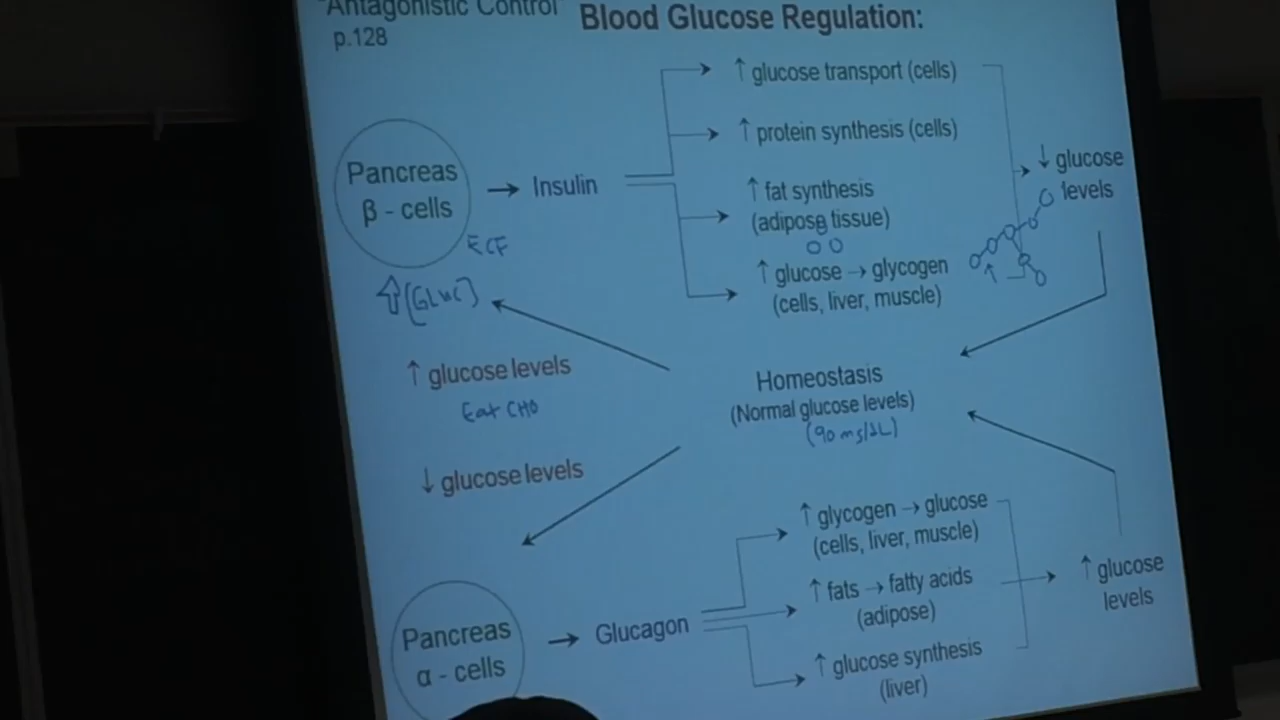 "Antagonistic Control"
p.128
Blood Glucose Regulation:
Pancreas
β - cells
→ Insulin
↑ glucose transport (cells)
↑ protein synthesis (cells)
↑ fat synthesis
(adipose tissue)
↑ glucose → glycogen
(cells, liver, muscle)
↓ glucose
levels
ECF
⇧[GLUC]
↑ glucose levels
Eat CHO
Homeostasis
(Normal glucose levels)
(90 mg/dL)
↓ glucose levels
Pancreas
α - cells
→ Glucagon
↑ glycogen → glucose
(cells, liver, muscle)
↑ fats → fatty acids
(adipose)
↑ glucose synthesis
(liver)
↑ glucose
levels